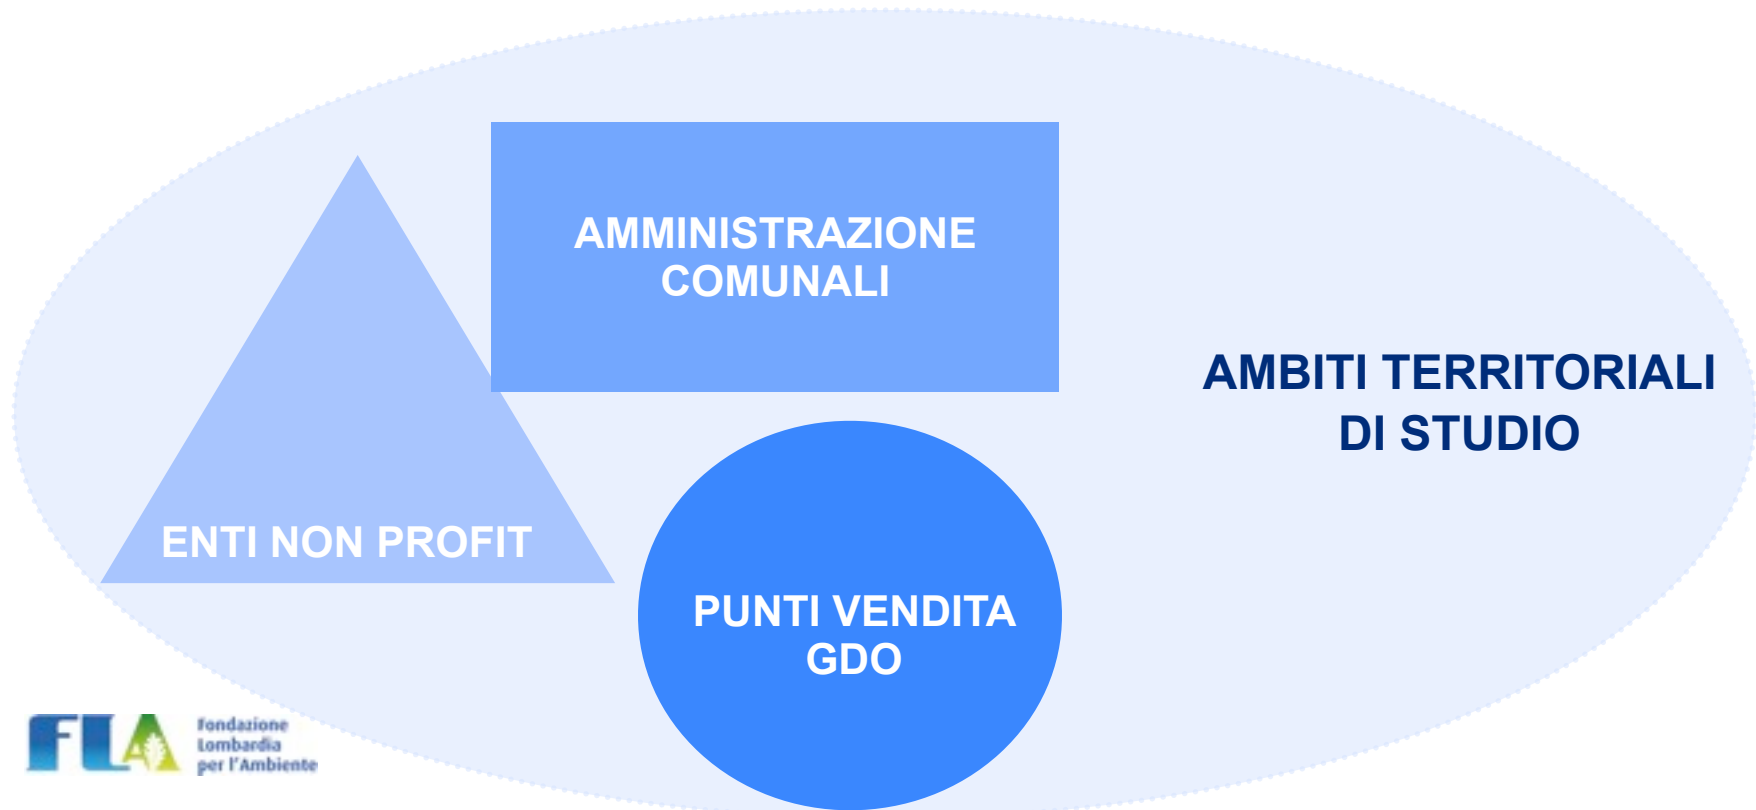 AMMINISTRAZIONE
COMUNALI
AMBITI TERRITORIALI
DI STUDIO
ENTI NON PROFIT
PUNTI VENDITA
GDO
FLA
Fondazione
Lombardia
per l'Ambiente